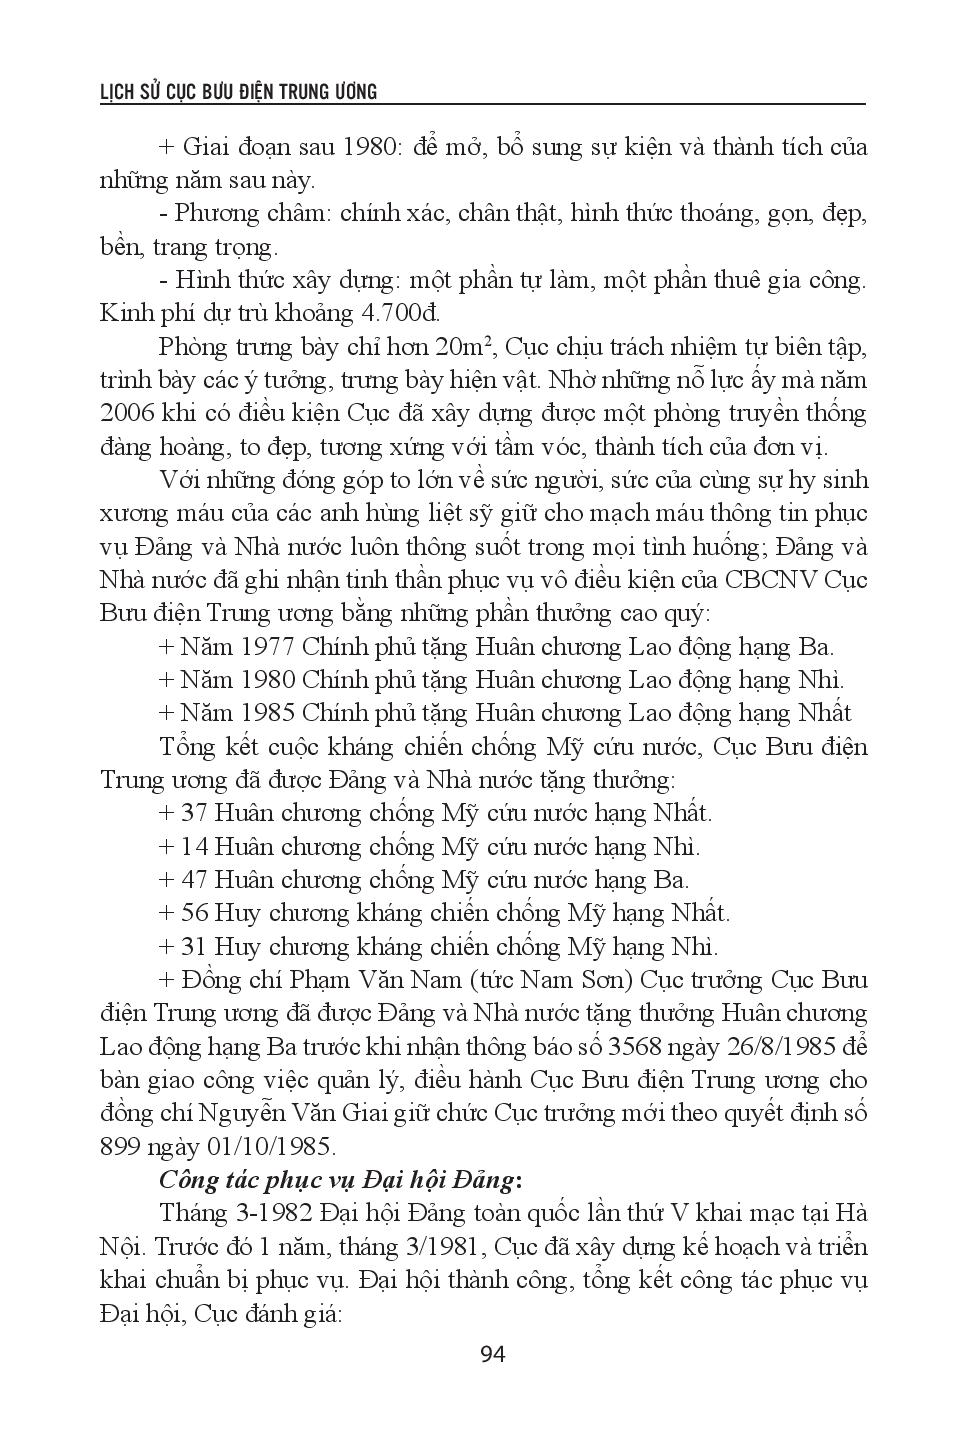 LỊCH SỬ CỤC BƯU ĐIỆN TRUNG ƯƠNG
+ Giai đoạn sau 1980: để mở, bổ sung sự kiện và thành tích của
những năm sau này.
- Phương châm: chính xác, chân thật, hình thức thoáng, gọn, đẹp,
bền, trang trọng.
- Hình thức xây dựng: một phần tự làm, một phần thuê gia công.
Kinh phí dự trù khoảng 4.700đ.
Phòng trưng bày chỉ hơn 20m², Cục chịu trách nhiệm tự biên tập,
trình bày các ý tưởng, trưng bày hiện vật. Nhờ những nỗ lực ấy mà năm
2006 khi có điều kiện Cục đã xây dựng được một phòng truyền thống
đàng hoàng, to đẹp, tương xứng với tầm vóc, thành tích của đơn vị.
Với những đóng góp to lớn về sức người, sức của cùng sự hy sinh
xương máu của các anh hùng liệt sỹ giữ cho mạch máu thông tin phục
vụ Đảng và Nhà nước luôn thông suốt trong mọi tình huống; Đảng và
Nhà nước đã ghi nhận tinh thần phục vụ vô điều kiện của CBCNV Cục
Bưu điện Trung ương bằng những phần thưởng cao quý:
+ Năm 1977 Chính phủ tặng Huân chương Lao động hạng Ba.
+ Năm 1980 Chính phủ tặng Huân chương Lao động hạng Nhì.
+ Năm 1985 Chính phủ tặng Huân chương Lao động hạng Nhất
Tổng kết cuộc kháng chiến chống Mỹ cứu nước, Cục Bưu điện
Trung ương đã được Đảng và Nhà nước tặng thưởng:
+ 37 Huân chương chống Mỹ cứu nước hạng Nhất.
+ 14 Huân chương chống Mỹ cứu nước hạng Nhì.
+ 47 Huân chương chống Mỹ cứu nước hạng Ba.
+ 56 Huy chương kháng chiến chống Mỹ hạng Nhất.
+ 31 Huy chương kháng chiến chống Mỹ hạng Nhì.
+ Đồng chí Phạm Văn Nam (tức Nam Sơn) Cục trưởng Cục Bưu
điện Trung ương đã được Đảng và Nhà nước tặng thưởng Huân chương
Lao động hạng Ba trước khi nhận thông báo số 3568 ngày 26/8/1985 để
bàn giao công việc quản lý, điều hành Cục Bưu điện Trung ương cho
đồng chí Nguyễn Văn Giai giữ chức Cục trưởng mới theo quyết định số
899 ngày 01/10/1985.
Công tác phục vụ Đại hội Đảng:
Tháng 3-1982 Đại hội Đảng toàn quốc lần thứ V khai mạc tại Hà
Nội. Trước đó 1 năm, tháng 3/1981, Cục đã xây dựng kế hoạch và triển
khai chuẩn bị phục vụ. Đại hội thành công, tổng kết công tác phục vụ
Đại hội, Cục đánh giá:
94